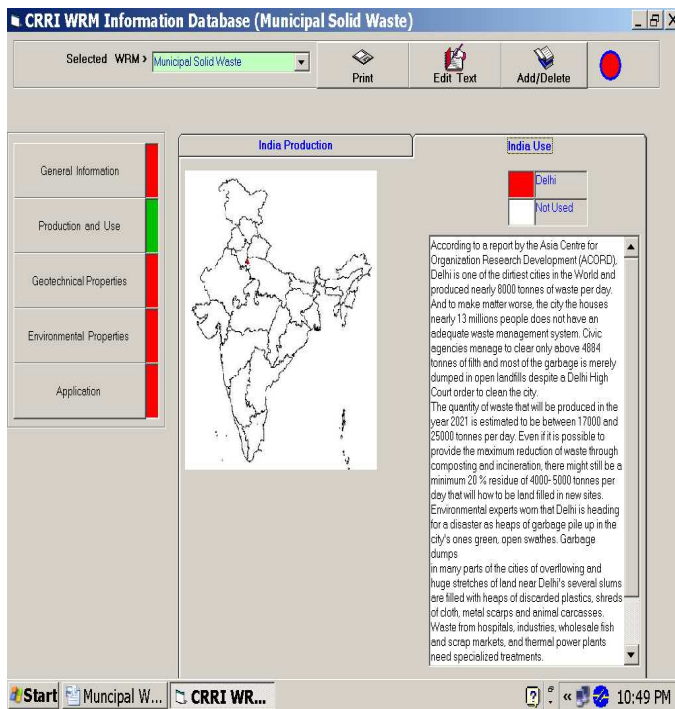 CRRI WRM Information Database (Municipal Solid Waste)
Selected WRM >
Municipal Solid Waste
Print
Edit Text
Add/Delete
India Production
India Use
General Information
Production and Use
Geotechnical Properties
Environmental Properties
Application
Delhi
Not Used
According to a report by the Asia Centre for
Organization Research Development (ACORD),
Delhi is one of the dirtiest cities in the World and
produced nearly 8000 tonnes of waste per day.
And to make matter worse, the city the houses
nearly 13 millions people does not have an
adequate waste management system. Civic
agencies manage to clear only above 4884
tonnes of filth and most of the garbage is merely
dumped in open landfills despite a Delhi High
Court order to clean the city.
The quantity of waste that will be produced in the
year 2021 is estimated to be between 17000 and
25000 tonnes per day. Even if it is possible to
provide the maximum reduction of waste through
composting and incineration, there might still be a
minimum 20 % residue of 4000- 5000 tonnes per
day that will how to be land filled in new sites.
Environmental experts worn that Delhi is heading
for a disaster as heaps of garbage pile up in the
city's ones green, open swathes. Garbage
dumps
in many parts of the cities of overflowing and
huge stretches of land near Delhi's several slums
are filled with heaps of discarded plastics, shreds
of cloth, metal scarps and animal carcasses.
Waste from hospitals, industries, wholesale fish
and scrap markets, and thermal power plants
need specialized treatments.
Start
Muncipal W...
CRRI WR...
10:49 PM